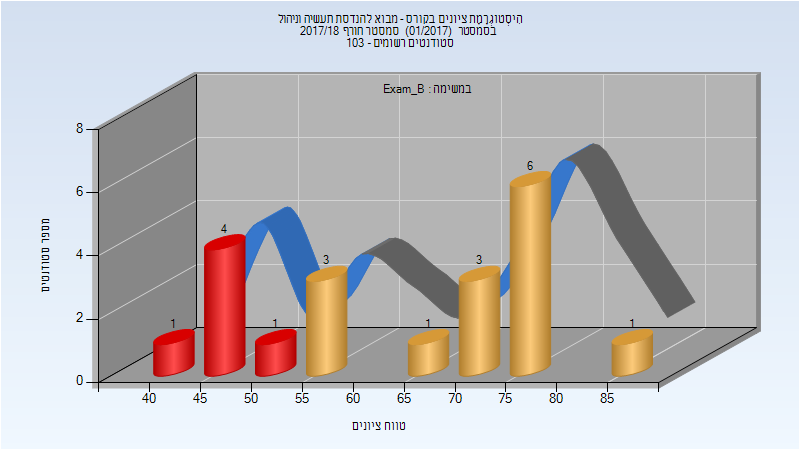 היסטוגרמת ציונים בקורס - מבוא להנדסת תעשיה וניהול
בסמסטר (01/2017) סמסטר חורף 2017/18
סטודנטים רשומים - 103
במשימה : Exam_B
8
6
4
2
0
מספר סטודנטים
1
4
1
3
1
3
6
1
40 45 50 55 60 65 70 75 80 85
טווח ציונים